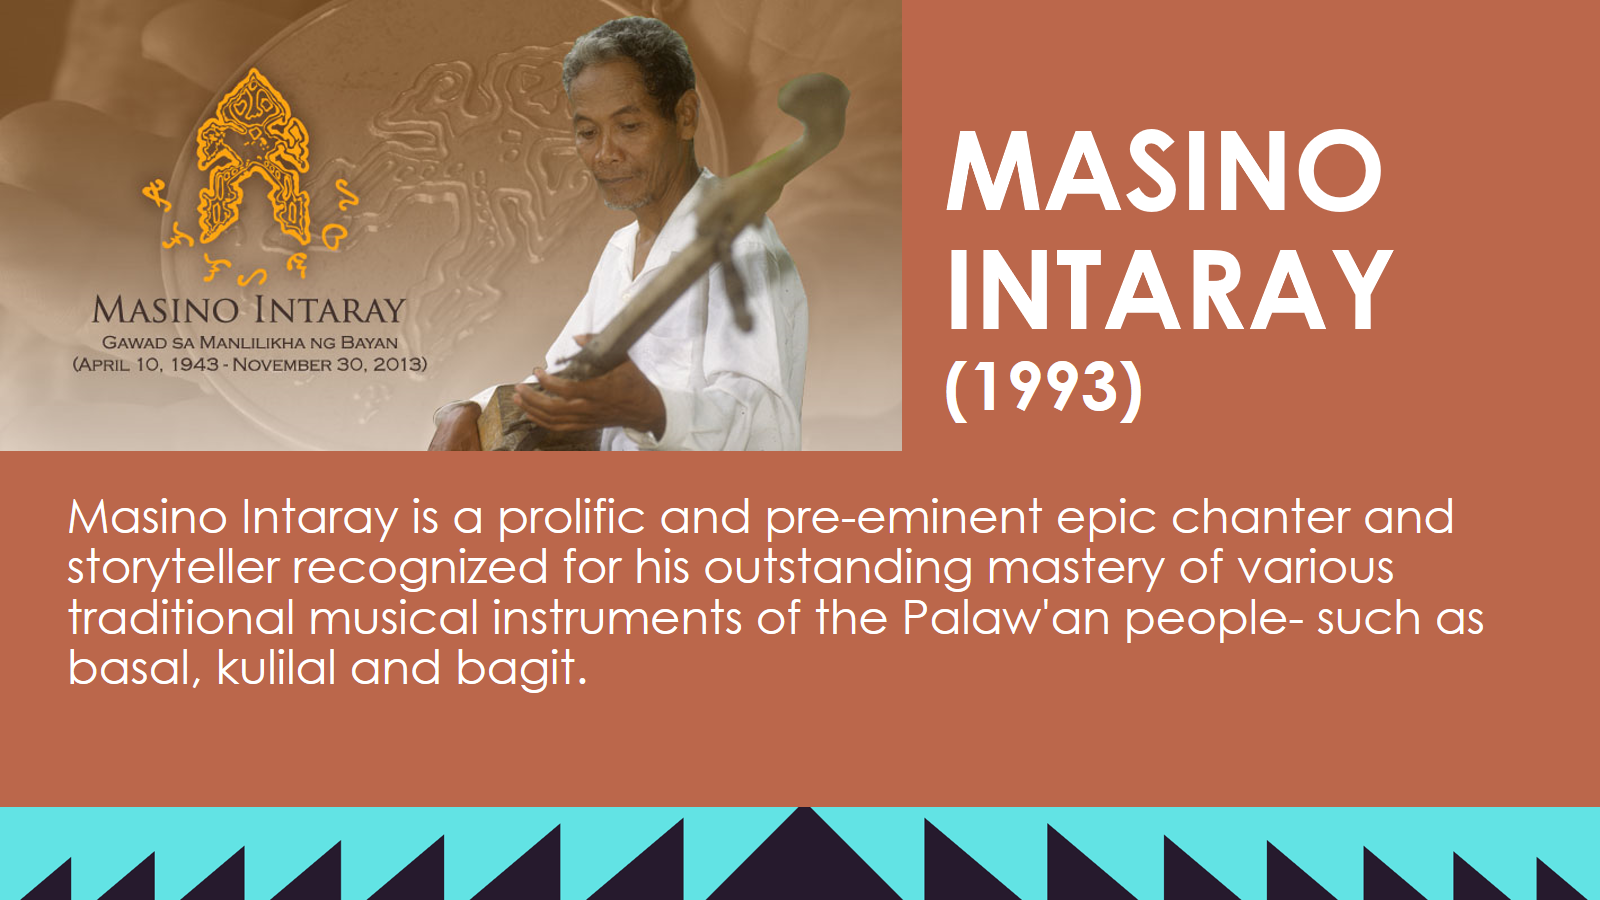 MASINO INTARAY
GAWAD SA MANLILIKHA NG BAYAN
(APRIL 10, 1943 - NOVEMBER 30, 2013)
MASINO
INTARAY
(1993)
Masino Intaray is a prolific and pre-eminent epic chanter and
storyteller recognized for his outstanding mastery of various
traditional musical instruments of the Palaw'an people- such as
basal, kulilal and bagit.